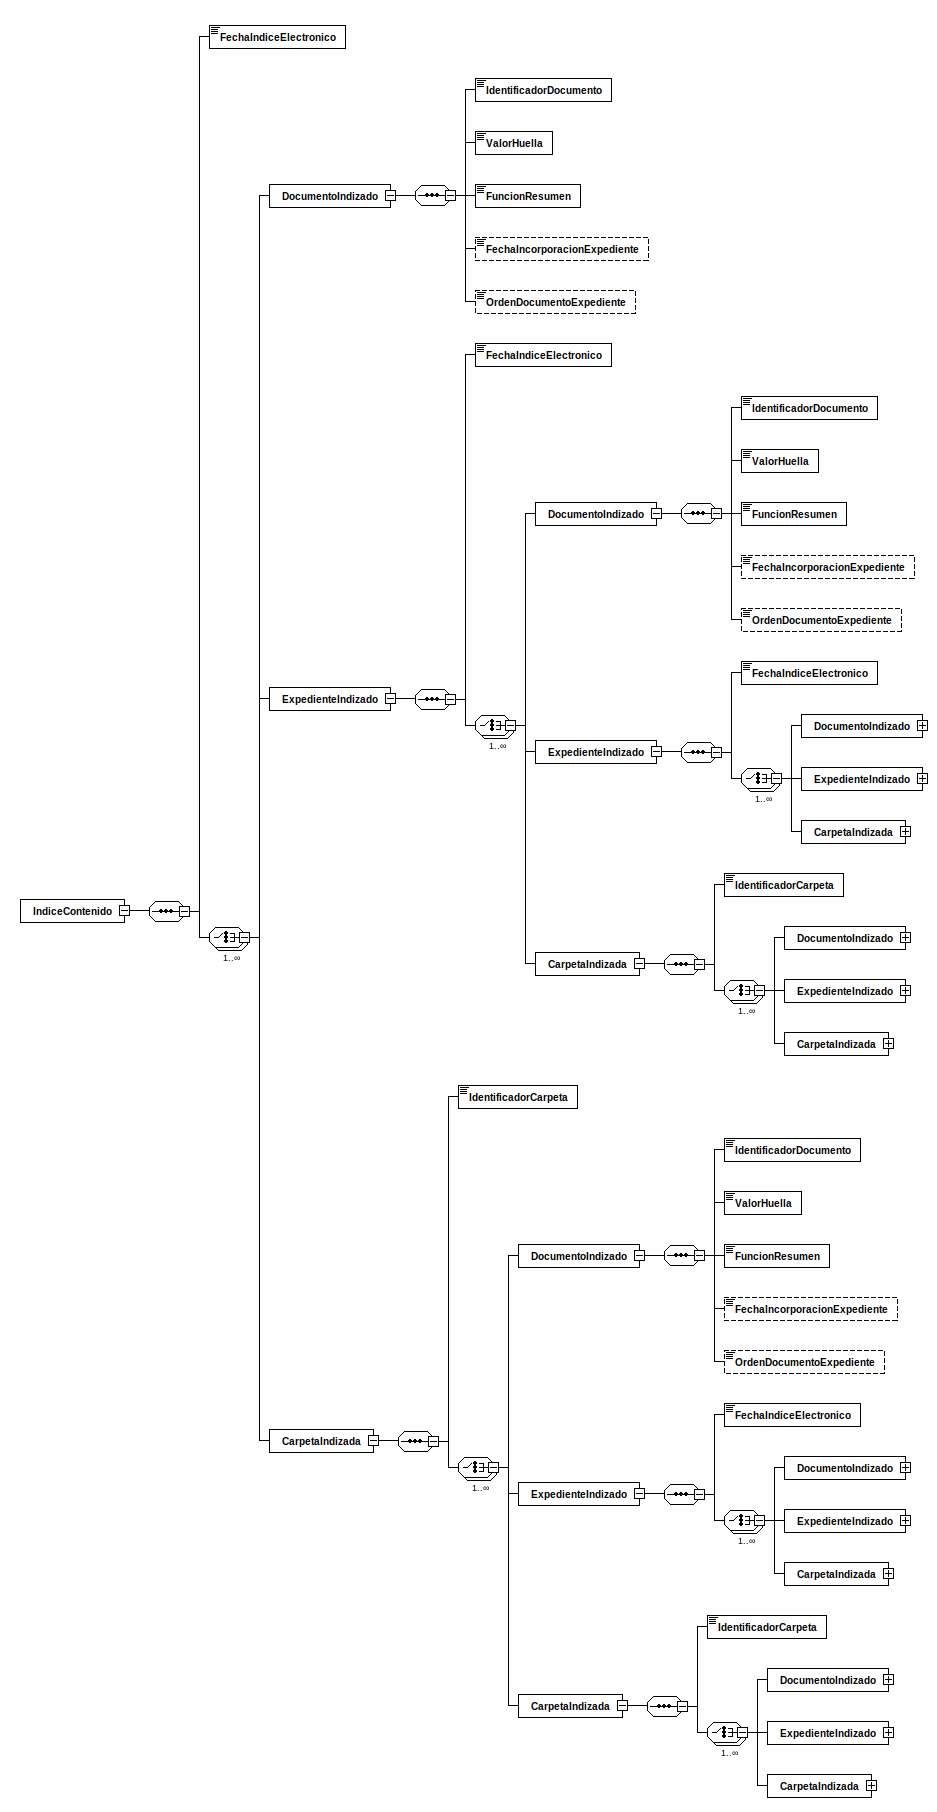 FechaIndiceElectronico
IdentificadorDocumento
ValorHuella
DocumentoIndizado
FuncionResumen
FechaIncorporacionExpediente
OrdenDocumentoExpediente
FechaIndiceElectronico
IdentificadorDocumento
ValorHuella
DocumentoIndizado
FuncionResumen
FechaIncorporacionExpediente
OrdenDocumentoExpediente
FechaIndiceElectronico
ExpedienteIndizado
DocumentoIndizado
1..∞
ExpedienteIndizado
ExpedienteIndizado
1..∞
CarpetaIndizada
IdentificadorCarpeta
IndiceContenido
DocumentoIndizado
1..∞
CarpetaIndizada
ExpedienteIndizado
1..∞
CarpetaIndizada
IdentificadorCarpeta
IdentificadorDocumento
ValorHuella
DocumentoIndizado
FuncionResumen
FechaIncorporacionExpediente
OrdenDocumentoExpediente
FechaIndiceElectronico
CarpetaIndizada
DocumentoIndizado
1..∞
ExpedienteIndizado
ExpedienteIndizado
1..∞
CarpetaIndizada
IdentificadorCarpeta
DocumentoIndizado
CarpetaIndizada
ExpedienteIndizado
1..∞
CarpetaIndizada